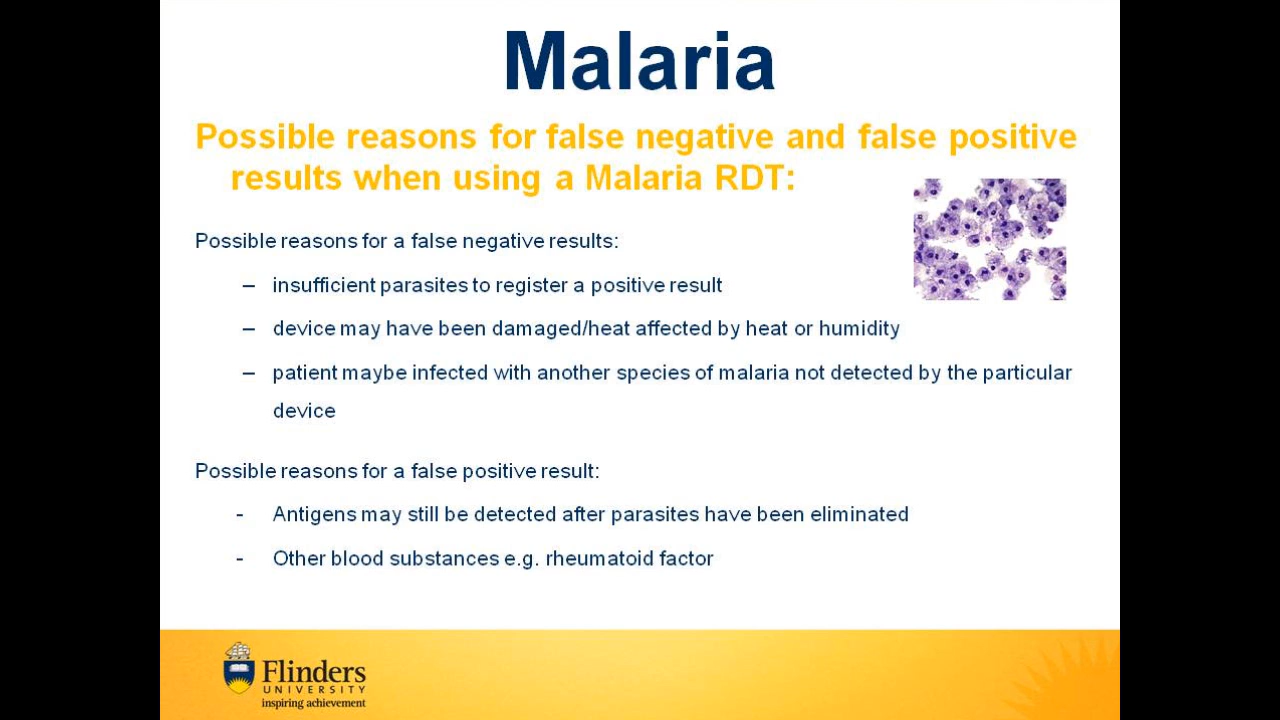 Malaria
Possible reasons for false negative and false positive
results when using a Malaria RDT:
Possible reasons for a false negative results:
– insufficient parasites to register a positive result
– device may have been damaged/heat affected by heat or humidity
– patient maybe infected with another species of malaria not detected by the particular
device
Possible reasons for a false positive result:
- Antigens may still be detected after parasites have been eliminated
- Other blood substances e.g. rheumatoid factor
Flinders
UNIVERSITY
inspiring achievement